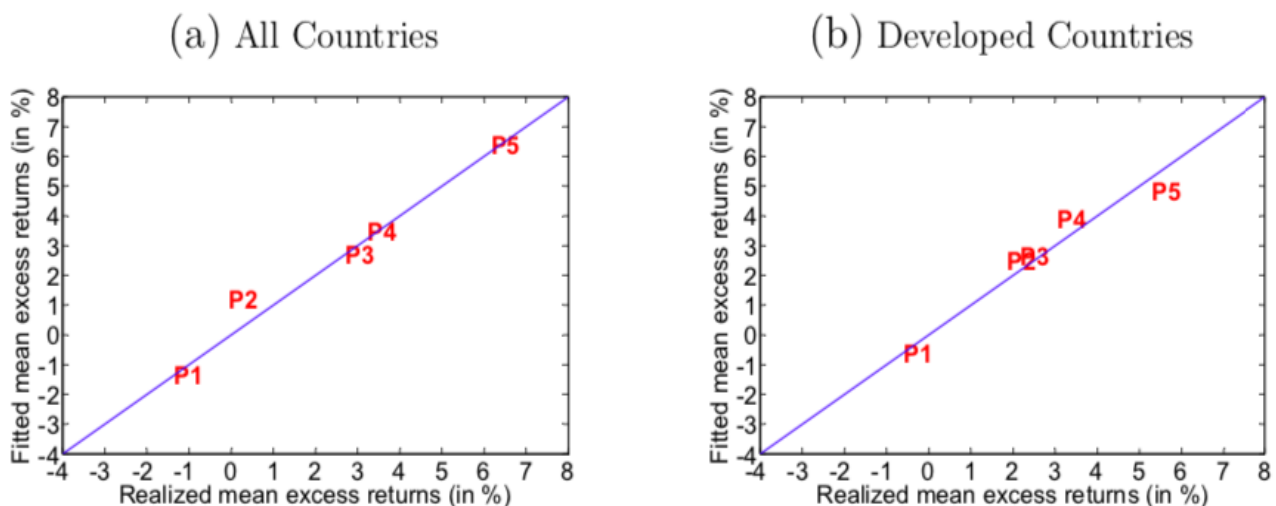 (a) All Countries
Fitted mean excess returns (in %)
8
7
6
5
4
3
2
1
0
-1
-2
-3
-4
P5
P4
P3
P2
P1
-4 -3 -2 -1 0 1 2 3 4 5 6 7 8
Realized mean excess returns (in %)
(b) Developed Countries
Fitted mean excess returns (in %)
8
7
6
5
4
3
2
1
0
-1
-2
-3
-4
P5
P4
P2 P3
P1
-4 -3 -2 -1 0 1 2 3 4 5 6 7 8
Realized mean excess returns (in %)